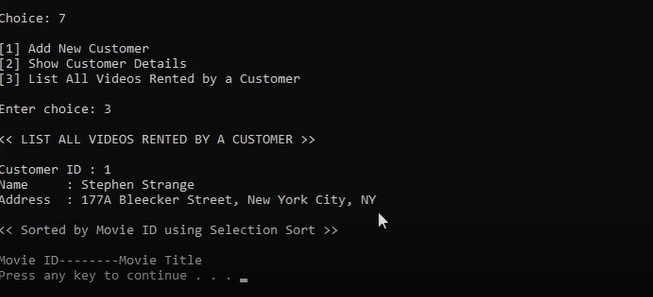 Choice: 7
[1] Add New Customer
[2] Show Customer Details
[3] List All Videos Rented by a Customer
Enter choice: 3
<< LIST ALL VIDEOS RENTED BY A CUSTOMER >>
Customer ID : 1
Name     : Stephen Strange
Address  : 177A Bleecker Street, New York City, NY
<< Sorted by Movie ID using Selection Sort >>
Movie ID--------Movie Title
Press any key to continue . . .